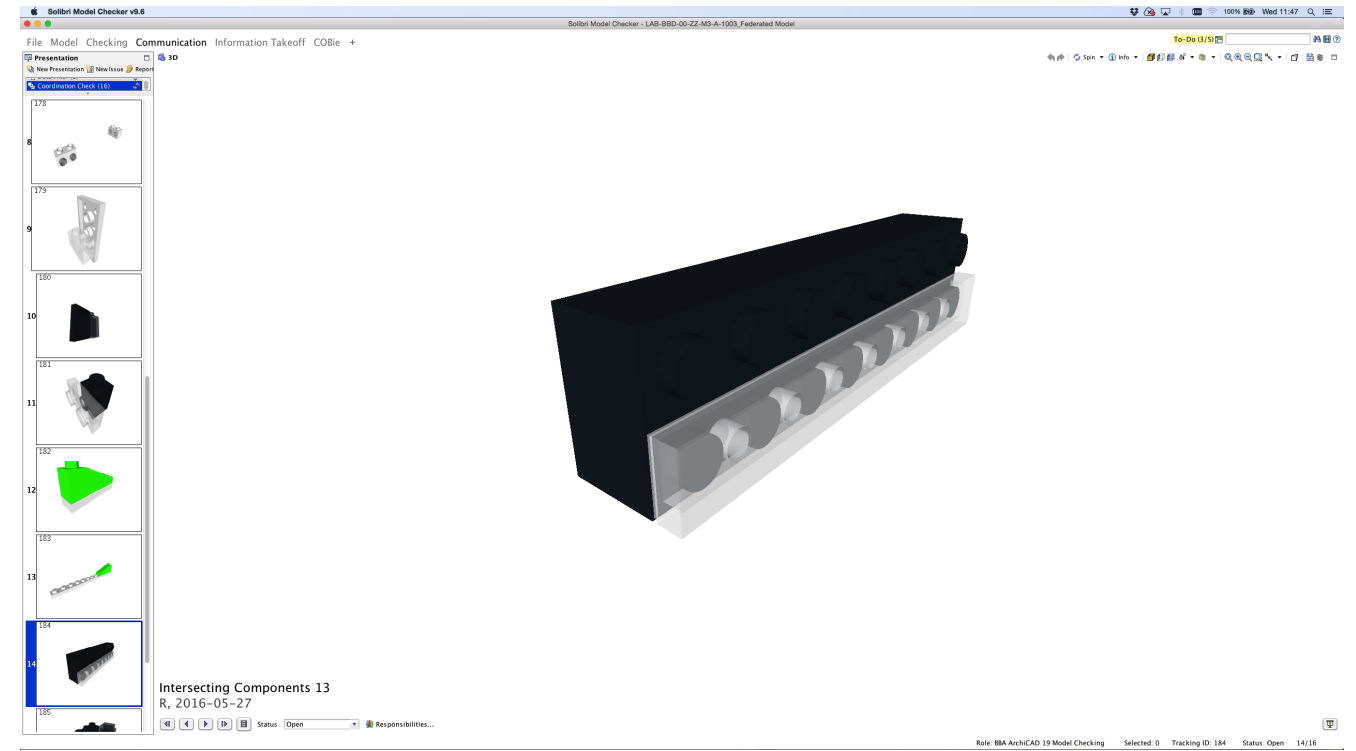 Solibri Model Checker v9.6
100%
Wed 11:47
Solibri Model Checker - LAB-BBD-00-ZZ-M3-A-1003_Federated Model
File Model Checking Communication Information Takeoff COBie +
To-Do (3/5)
Presentation
3D
Spin
Info
New Presentation New Issue Report
Coordination Check (16)
178
8
179
9
180
10
181
11
182
12
183
13
184
14
185
Intersecting Components 13
R, 2016-05-27
Status Open Responsibilities...
Role: BBA ArchiCAD 19 Model Checking Selected: 0 Tracking ID: 184 Status: Open 14/16